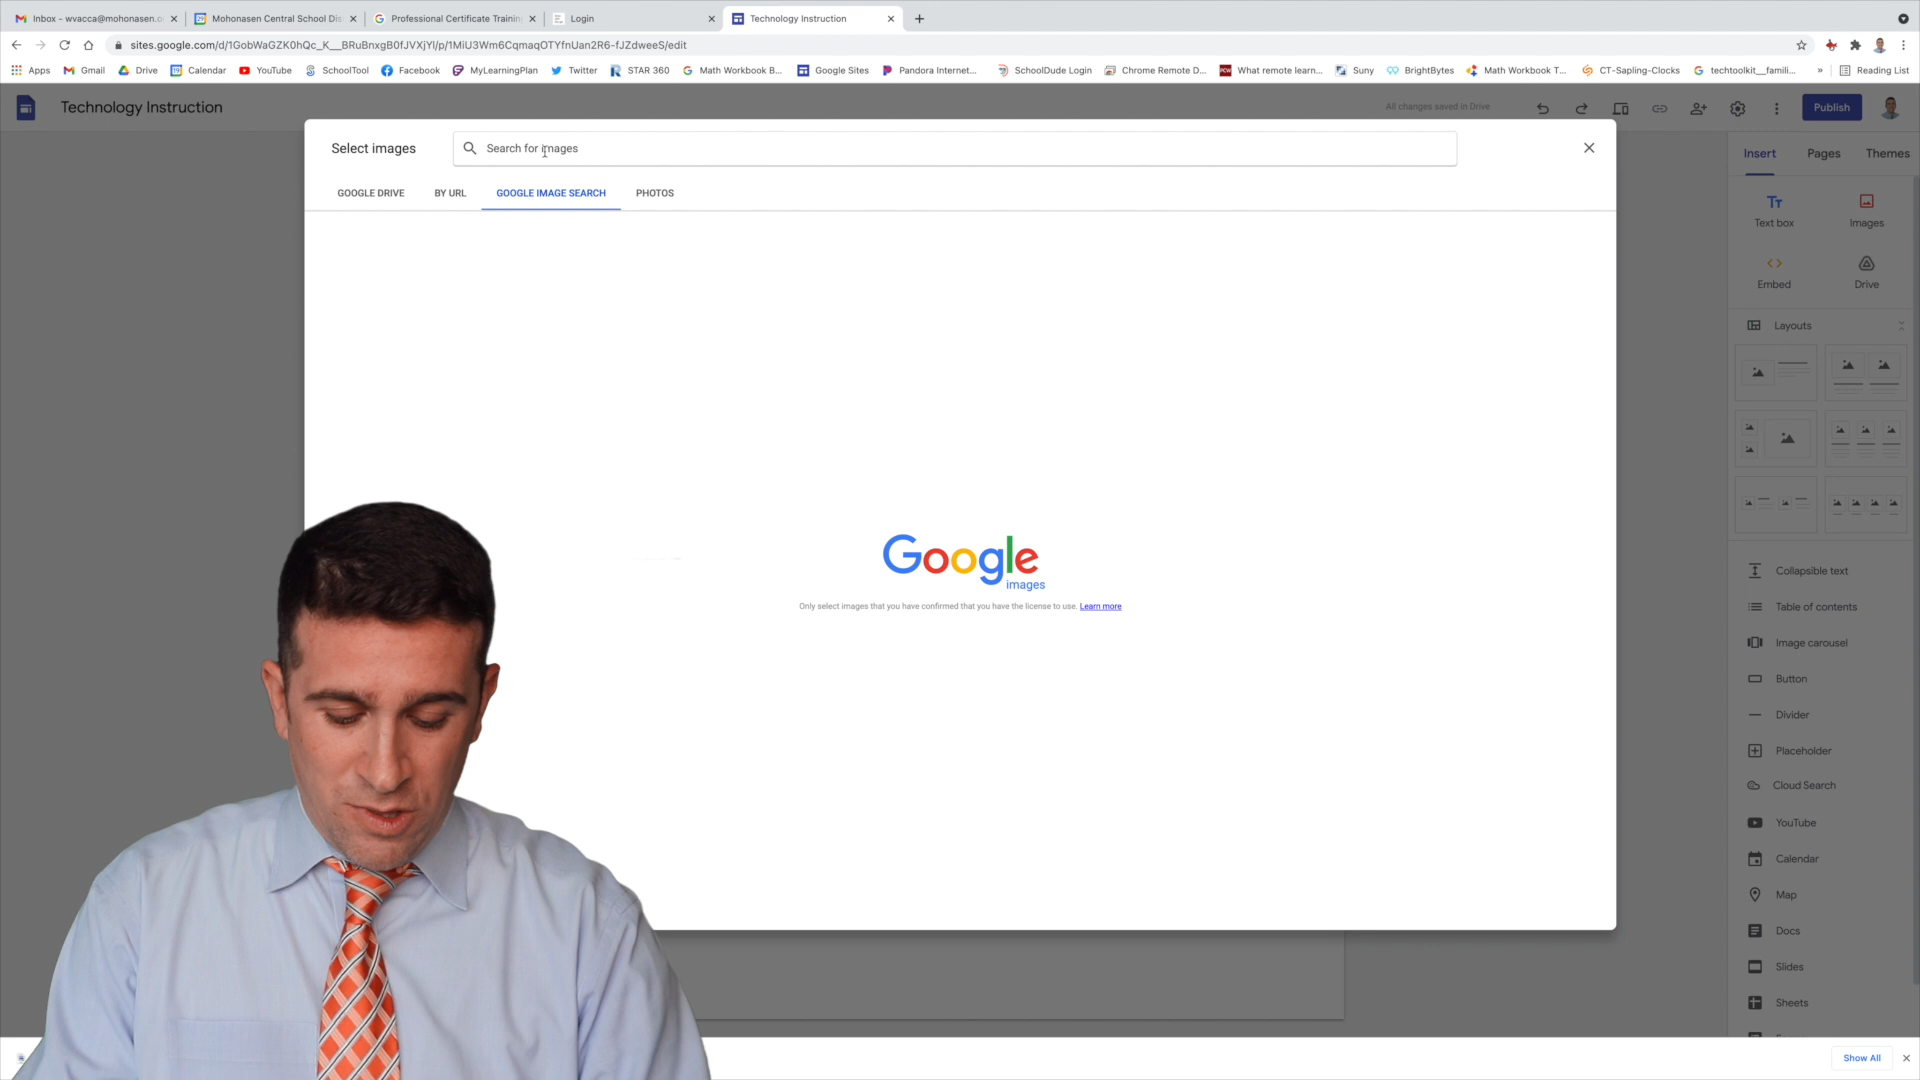 Inbox - wvacca@mohonasen.o
Mohonasen Central School Dis
Professional Certificate Trainin
Login
Technology Instruction
sites.google.com/d/1GobWaGZK0hQc_K__BRuBnxgB0fJVXjYl/p/1MiU3Wm6CqmaqOTYfnUan2R6-fJZdweeS/edit
Apps
Gmail
Drive
Calendar
YouTube
SchoolTool
Facebook
MyLearningPlan
Twitter
STAR 360
Math Workbook B...
Google Sites
Pandora Internet...
SchoolDude Login
Chrome Remote D...
What remote learn...
Suny
BrightBytes
Math Workbook T...
CT-Sapling-Clocks
techtoolkit__famili...
»
Reading List
Technology Instruction
All changes saved in Drive
Publish
Select images
Search for images
GOOGLE DRIVE
BY URL
GOOGLE IMAGE SEARCH
PHOTOS
Google
images
Only select images that you have confirmed that you have the license to use. Learn more
Insert
Pages
Themes
Text box
Images
Embed
Drive
Layouts
Collapsible text
Table of contents
Image carousel
Button
Divider
Placeholder
Cloud Search
YouTube
Calendar
Map
Docs
Slides
Sheets
Show All